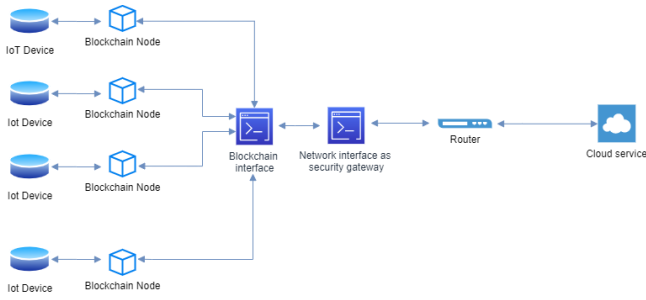 IoT Device
Blockchain Node
Iot Device
Blockchain Node
Blockchain
interface
Network interface as
security gateway
Router
Cloud service
Iot Device
Blockchain Node
Iot Device
Blockchain Node